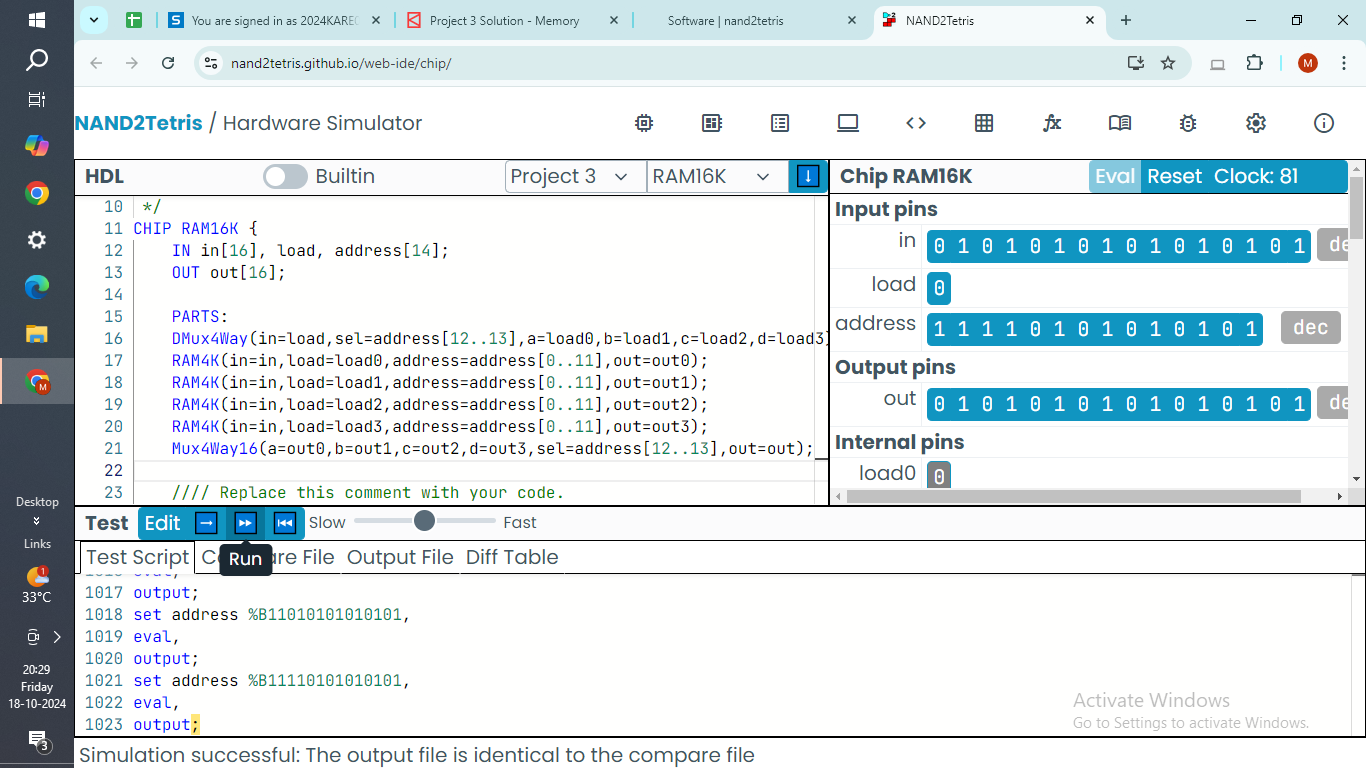 You are signed in as 2024KAREC
Project 3 Solution - Memory
Software | nand2tetris
NAND2Tetris
nand2tetris.github.io/web-ide/chip/
M
NAND2Tetris / Hardware Simulator
HDL
Builtin
Project 3
RAM16K
10 */
11 CHIP RAM16K {
12 IN in[16], load, address[14];
13 OUT out[16];
14
15 PARTS:
16 DMux4Way(in=load,sel=address[12..13],a=load0,b=load1,c=load2,d=load3
17 RAM4K(in=in,load=load0,address=address[0..11],out=out0);
18 RAM4K(in=in,load=load1,address=address[0..11],out=out1);
19 RAM4K(in=in,load=load2,address=address[0..11],out=out2);
20 RAM4K(in=in,load=load3,address=address[0..11],out=out3);
21 Mux4Way16(a=out0,b=out1,c=out2,d=out3,sel=address[12..13],out=out);
22
23 //// Replace this comment with your code.
Chip RAM16K
Eval Reset Clock: 81
Input pins
in 0 1 0 1 0 1 0 1 0 1 0 1 0 1 0 1 de
load 0
address 1 1 1 1 0 1 0 1 0 1 0 1 0 1 dec
Output pins
out 0 1 0 1 0 1 0 1 0 1 0 1 0 1 0 1 de
Internal pins
load0 0
Test Edit Slow Fast
Run
Test Script Output File Diff Table
are File
1017 output;
1018 set address %B11010101010101,
1019 eval,
1020 output;
1021 set address %B11110101010101,
1022 eval,
1023 output;
Activate Windows
Go to Settings to activate Windows.
Simulation successful: The output file is identical to the compare file
Desktop
Links
1
33°C
20:29
Friday
18-10-2024
3
M